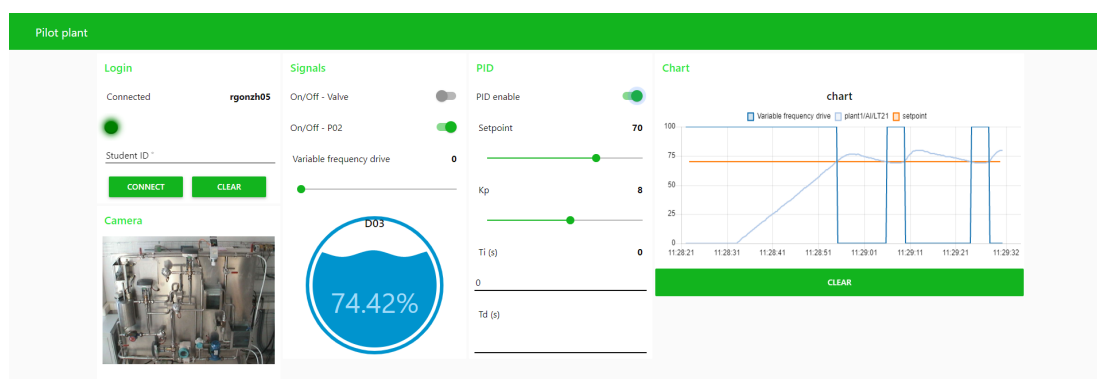 Pilot plant
Login
Connected rgonzh05
Student ID *
CONNECT CLEAR
Camera
Signals
On/Off - Valve
On/Off - P02
Variable frequency drive 0
D03
74.42%
PID
PID enable
Setpoint 70
Kp 8
Ti (s) 0
0
Td (s)
Chart
chart
Variable frequency drive plant1/AI/LT21 setpoint
100
75
50
25
0
11:28:21 11:28:31 11:28:41 11:28:51 11:29:01 11:29:11 11:29:21 11:29:32
CLEAR